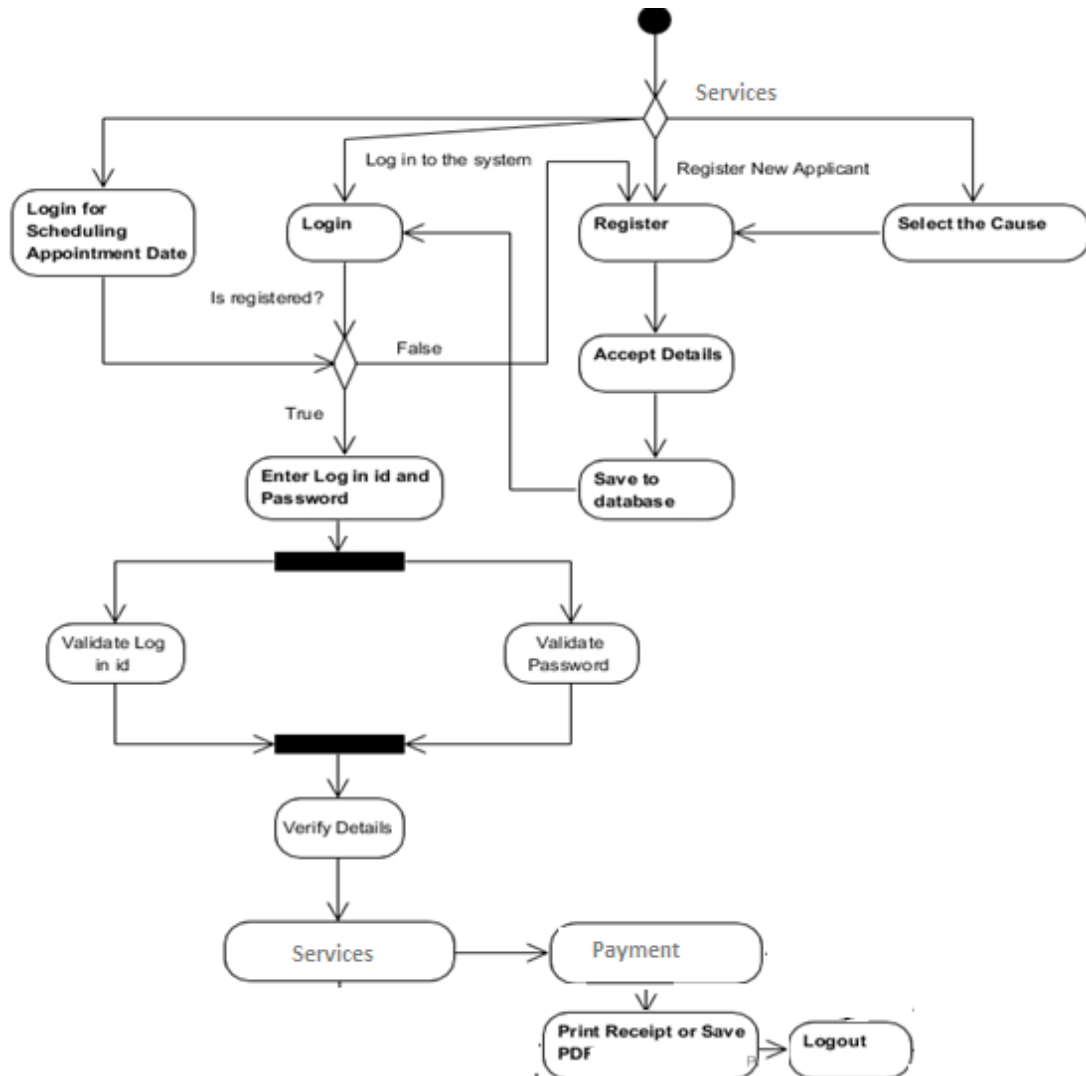 Services
Log in to the system
Register New Applicant
Login for
Scheduling
Appointment Date
Login
Register
Select the Cause
Is registered?
False
Accept Details
True
Enter Log in id and
Password
Save to
database
Validate Log
in id
Validate
Password
Verify Details
Services
Payment
Print Receipt or Save
PDF
P
Logout